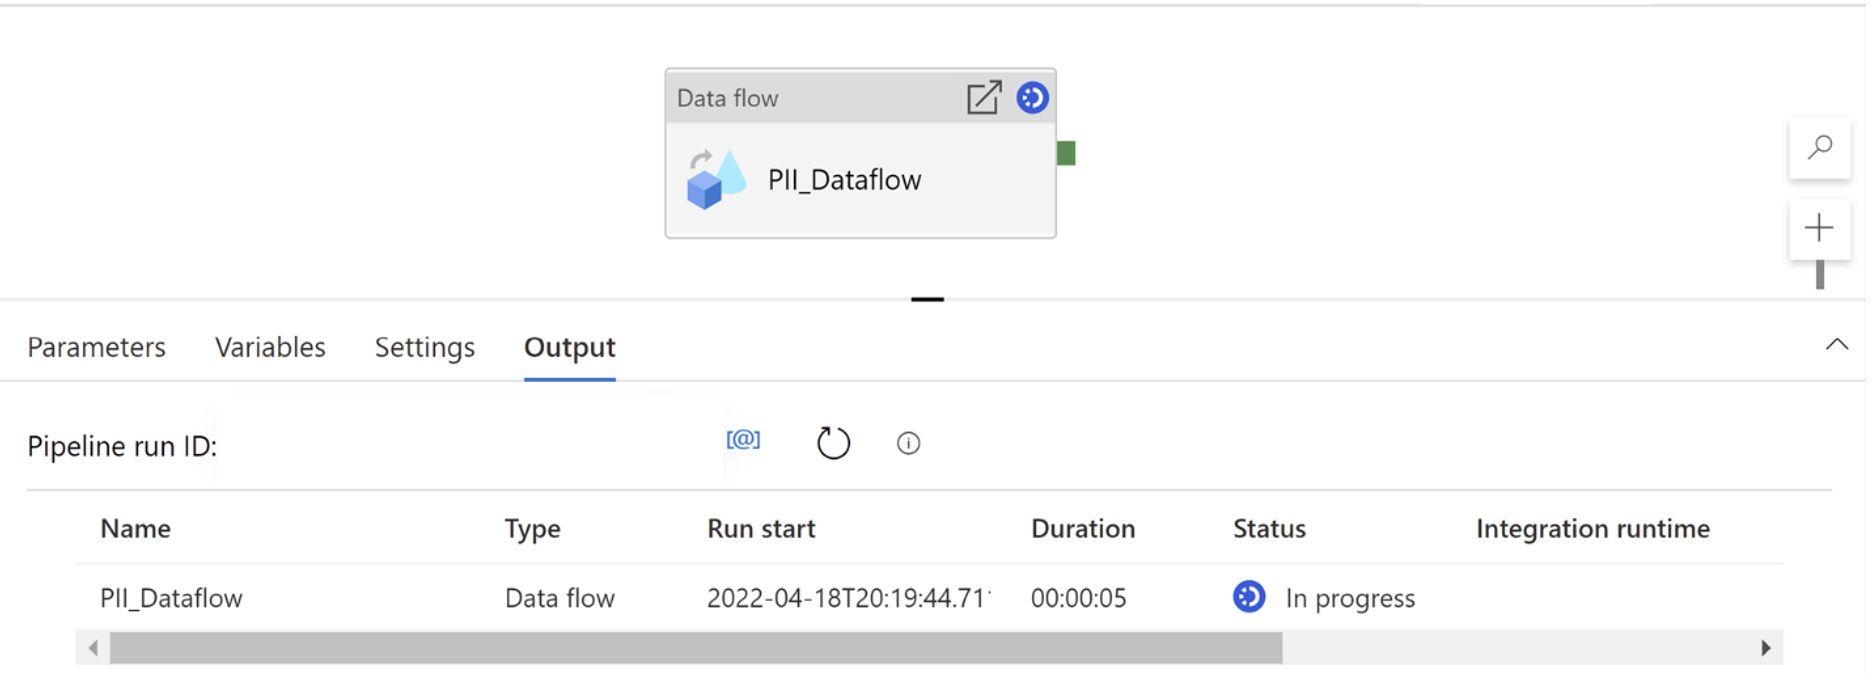 Data flow
PII_Dataflow
Parameters Variables Settings Output
Pipeline run ID: [@]
Name Type Run start Duration Status Integration runtime
PII_Dataflow Data flow 2022-04-18T20:19:44.71 00:00:05 In progress